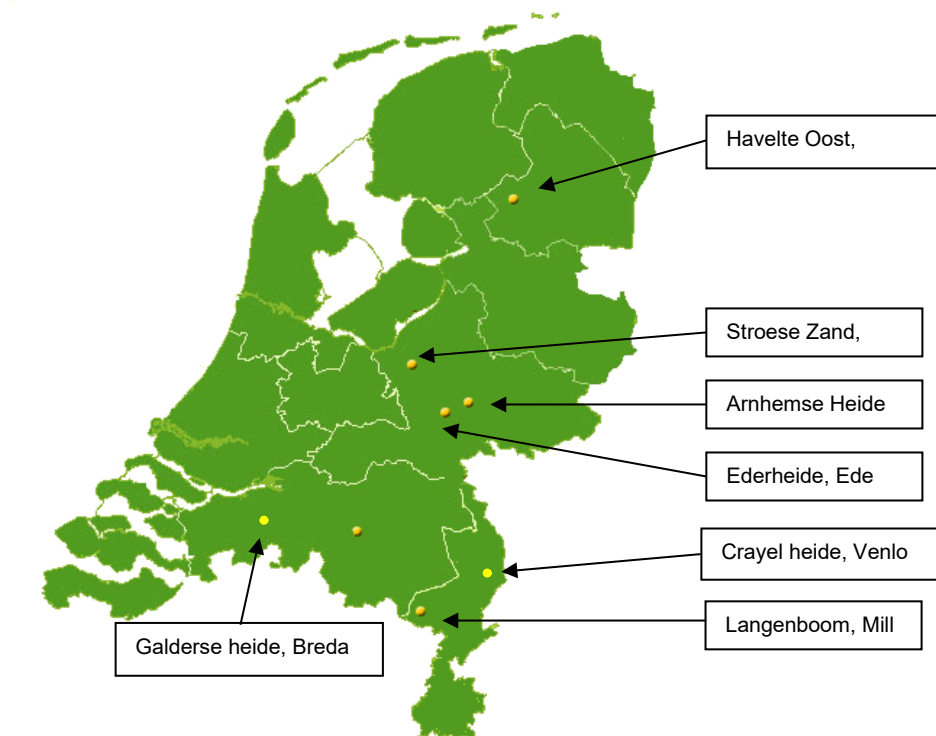 Havelte Oost,
Stroese Zand,
Arnhemse Heide
Ederheide, Ede
Crayel heide, Venlo
Langenboom, Mill
Galderse heide, Breda